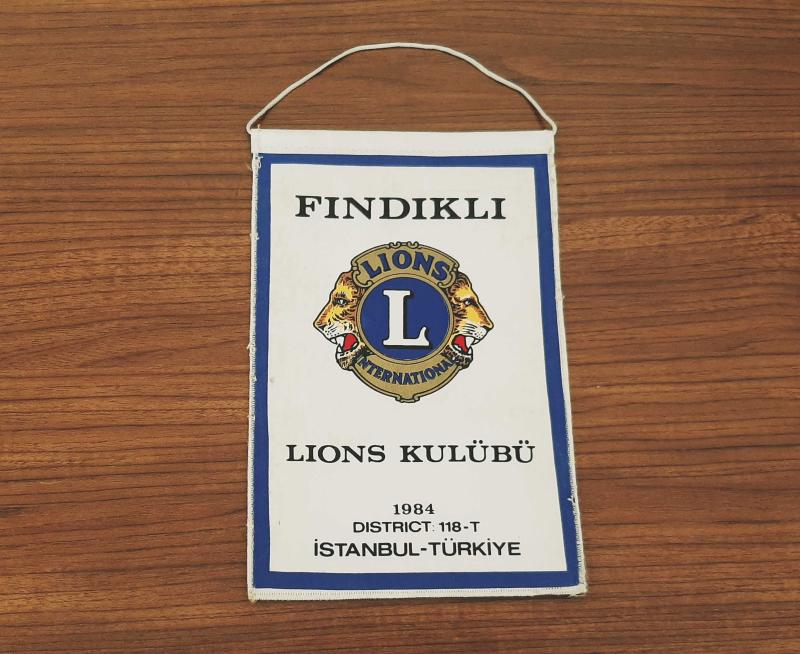 FINDIKLI
LIONS
L
INTERNATIONAL
LIONS KULÜBÜ
1984
DISTRICT: 118-T
İSTANBUL-TÜRKİYE